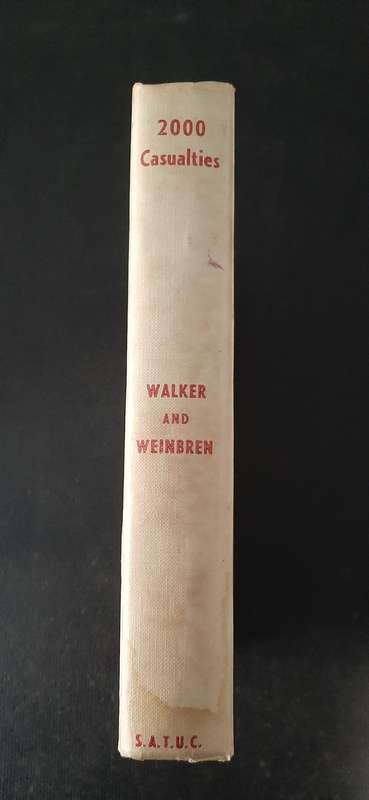 2000
Casualties
WALKER
AND
WEINBREN
S.A.T.U.C.